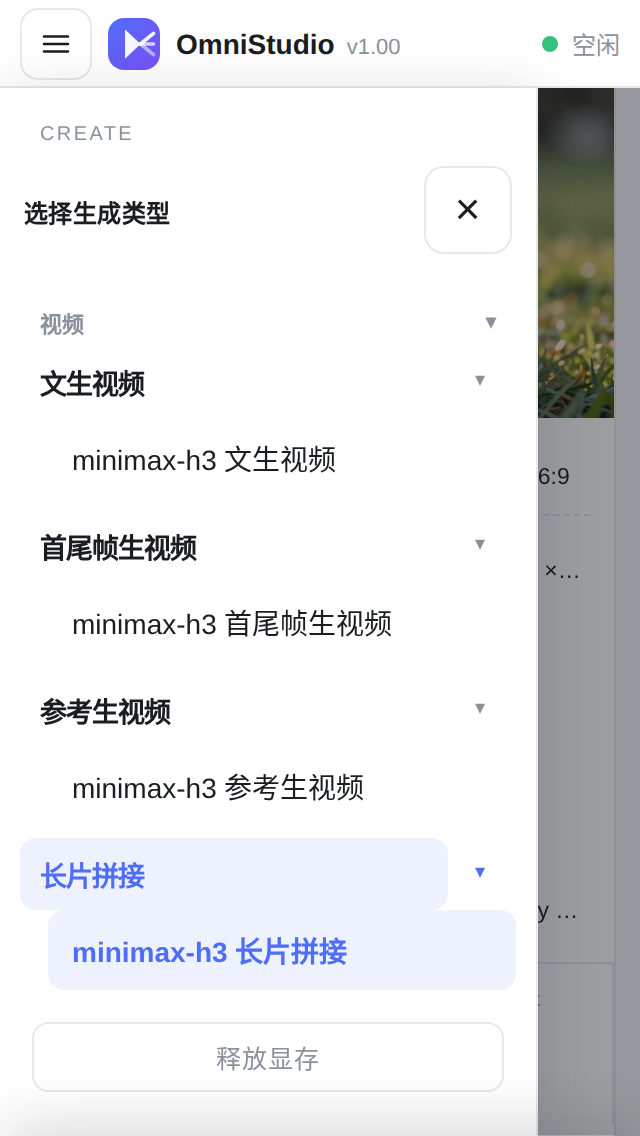 OmniStudio v1.00 空闲
CREATE
选择生成类型
视频
文生视频
minimax-h3 文生视频
首尾帧生视频
minimax-h3 首尾帧生视频
参考生视频
minimax-h3 参考生视频
长片拼接
minimax-h3 长片拼接
释放显存
6:9
×...
y ...